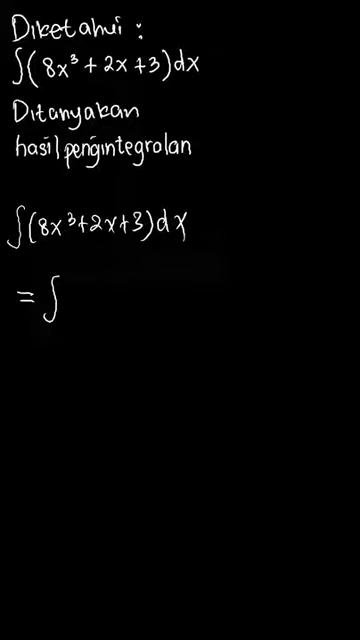 Diketahui :
∫(8x³+2x+3)dx
Ditanyakan
hasil pengintegralan
∫(8x³+2x+3)dx
= ∫